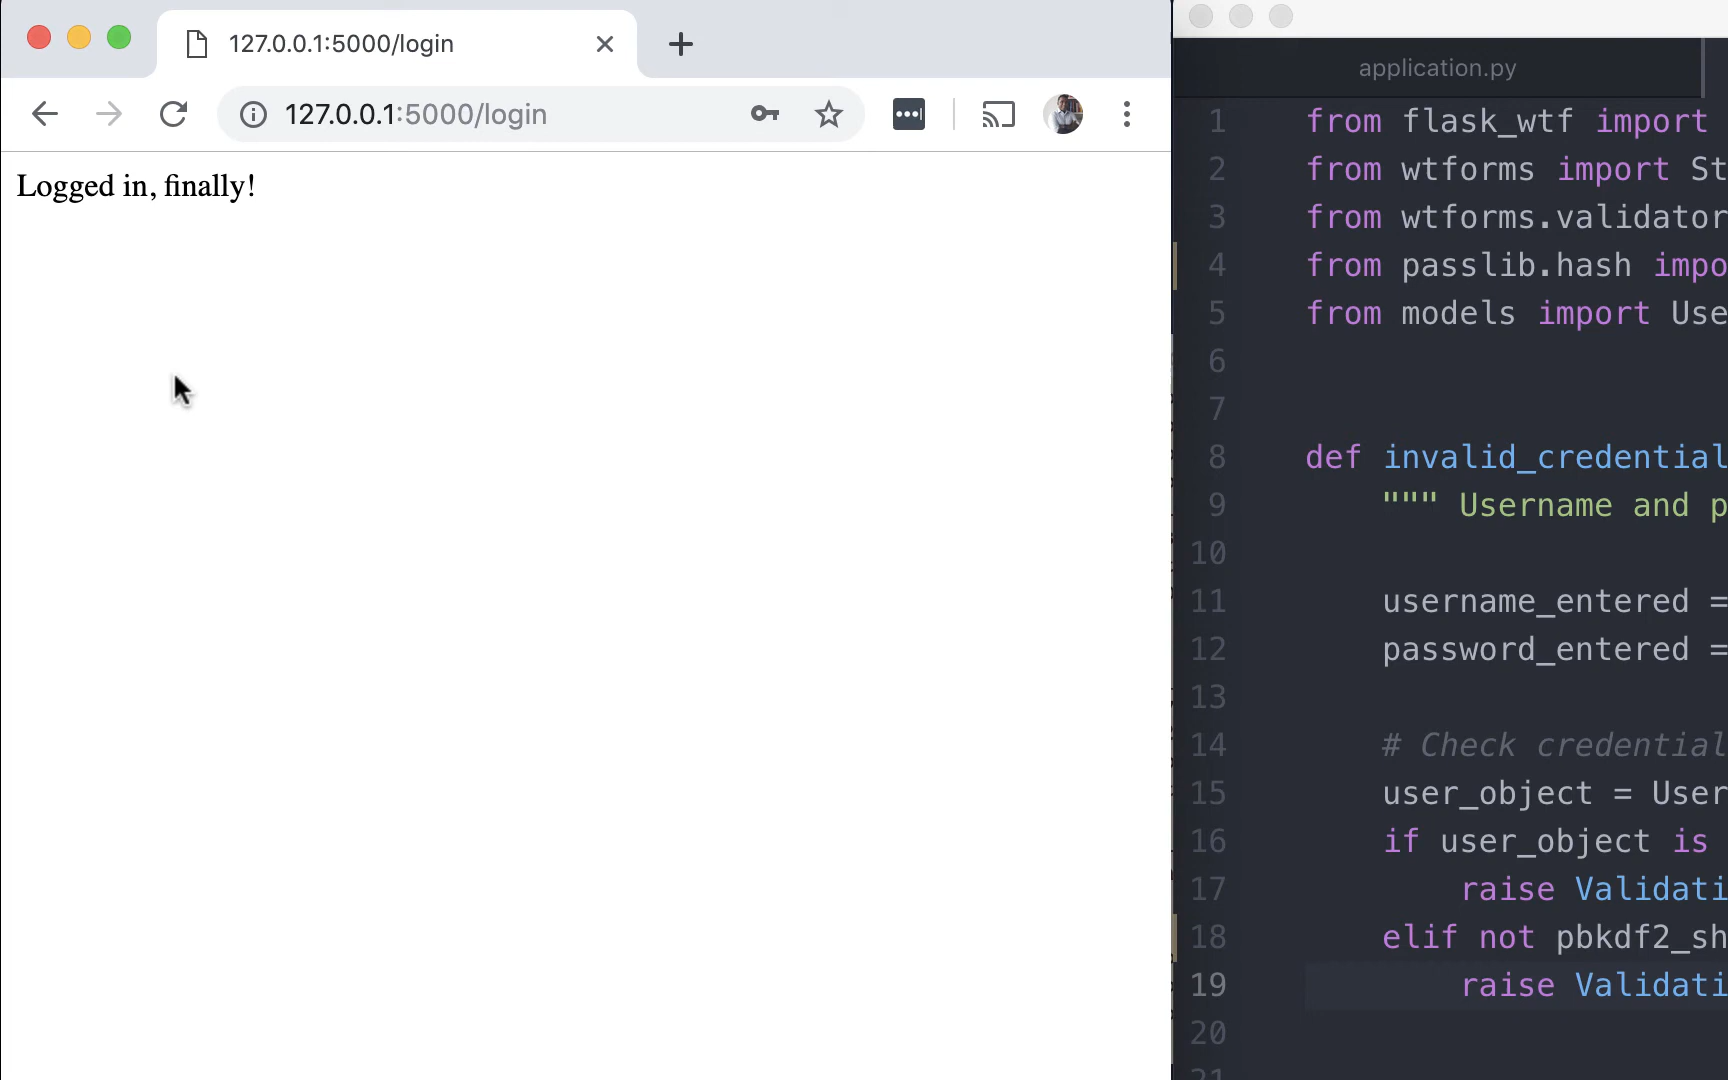 127.0.0.1:5000/login
127.0.0.1:5000/login
Logged in, finally!
application.py
1 from flask_wtf import
2 from wtforms import St
3 from wtforms.validator
4 from passlib.hash impo
5 from models import Use
6
7
8 def invalid_credential
9 """ Username and p
10
11 username_entered =
12 password_entered =
13
14 # Check credential
15 user_object = User
16 if user_object is
17 raise Validati
18 elif not pbkdf2_sh
19 raise Validati
20
21